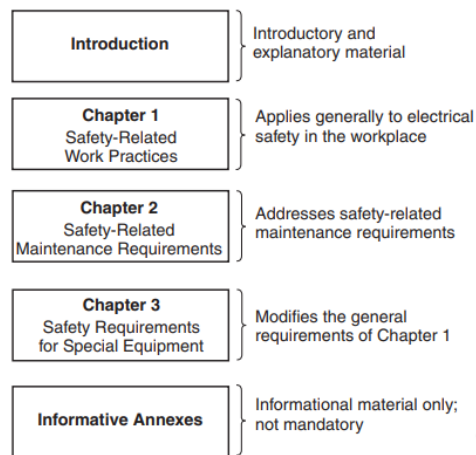 Introduction
Introductory and
explanatory material
Chapter 1
Safety-Related
Work Practices
Applies generally to electrical
safety in the workplace
Chapter 2
Safety-Related
Maintenance Requirements
Addresses safety-related
maintenance requirements
Chapter 3
Safety Requirements
for Special Equipment
Modifies the general
requirements of Chapter 1
Informative Annexes
Informational material only;
not mandatory